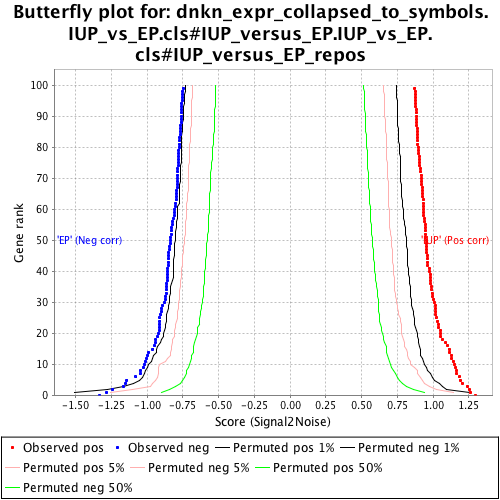 Butterfly plot for: dnkn_expr_collapsed_to_symbols.
IUP_vs_EP.cls#IUP_versus_EP.IUP_vs_EP.
cls#IUP_versus_EP_repos
Gene rank
100
90
80
70
60
50
40
30
20
10
0
'EP' (Neg corr)
'IUP' (Pos corr)
-1.50 -1.25 -1.00 -0.75 -0.50 -0.25 0.00 0.25 0.50 0.75 1.00 1.25
Score (Signal2Noise)
Observed pos Observed neg Permuted pos 1% Permuted neg 1%
Permuted pos 5% Permuted neg 5% Permuted pos 50%
Permuted neg 50%